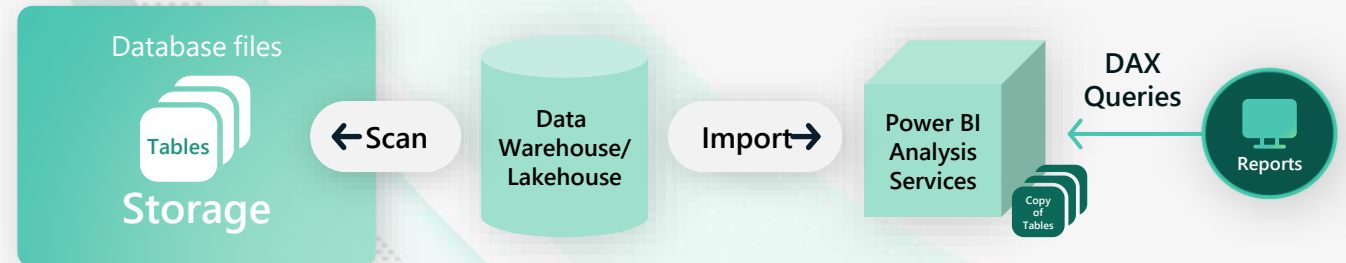 Database files
Tables
Storage
Scan
Data
Warehouse/
Lakehouse
Import
Power BI
Analysis
Services
Copy
of
Tables
DAX
Queries
Reports